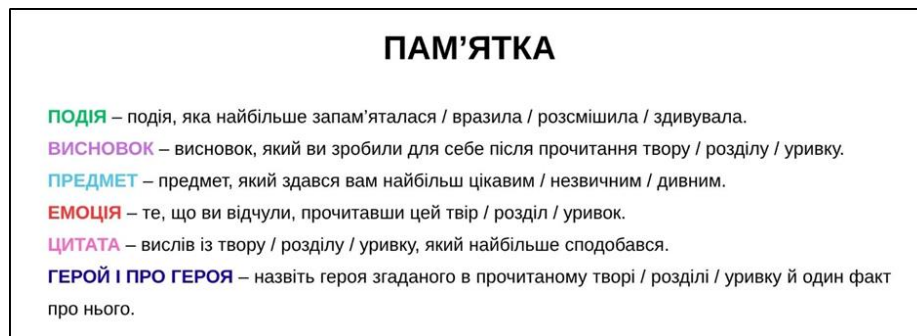 ПАМ’ЯТКА
ПОДІЯ – подія, яка найбільше запам’яталася / вразила / розсмішила / здивувала.
ВИСНОВОК – висновок, який ви зробили для себе після прочитання твору / розділу / уривку.
ПРЕДМЕТ – предмет, який здався вам найбільш цікавим / незвичним / дивним.
ЕМОЦІЯ – те, що ви відчули, прочитавши цей твір / розділ / уривок.
ЦИТАТА – вислів із твору / розділу / уривку, який найбільше сподобався.
ГЕРОЙ І ПРО ГЕРОЯ – назвіть героя згаданого в прочитаному творі / розділі / уривку й один факт
про нього.